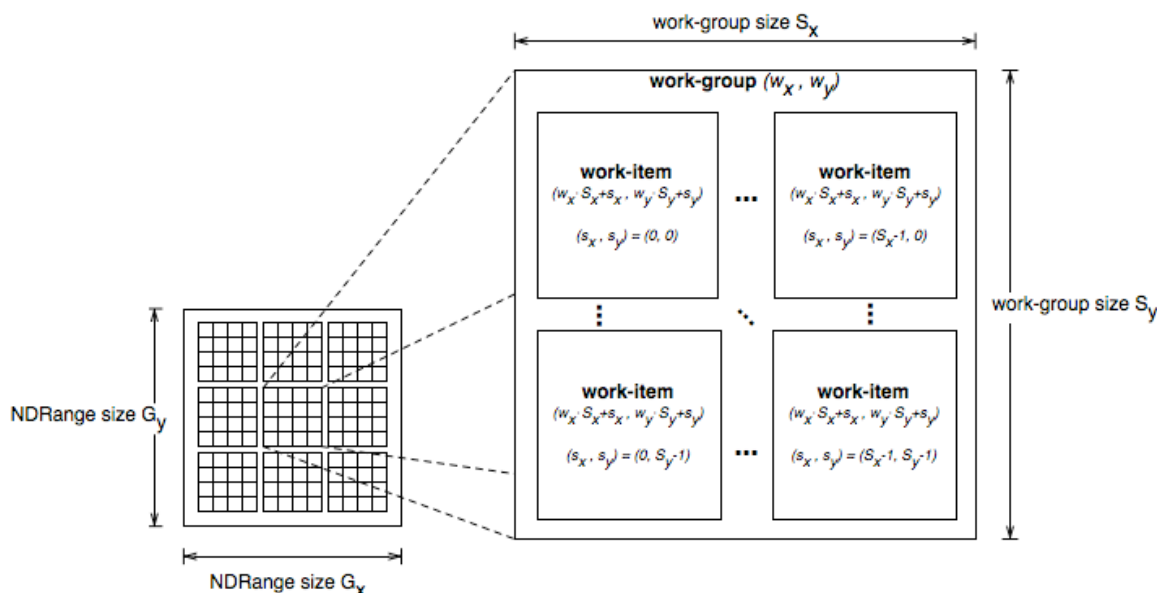 work-group size Sx
work-group (wx , wy)
work-item
(wx· Sx+sx , wy· Sy+sy)
(sx , sy) = (0, 0)
...
work-item
(wx· Sx+sx , wy· Sy+sy)
(sx , sy) = (Sx-1, 0)
work-group size Sy
work-item
(wx· Sx+sx , wy· Sy+sy)
(sx , sy) = (0, Sy-1)
...
work-item
(wx· Sx+sx , wy· Sy+sy)
(sx , sy) = (Sx-1, Sy-1)
NDRange size Gy
NDRange size Gx